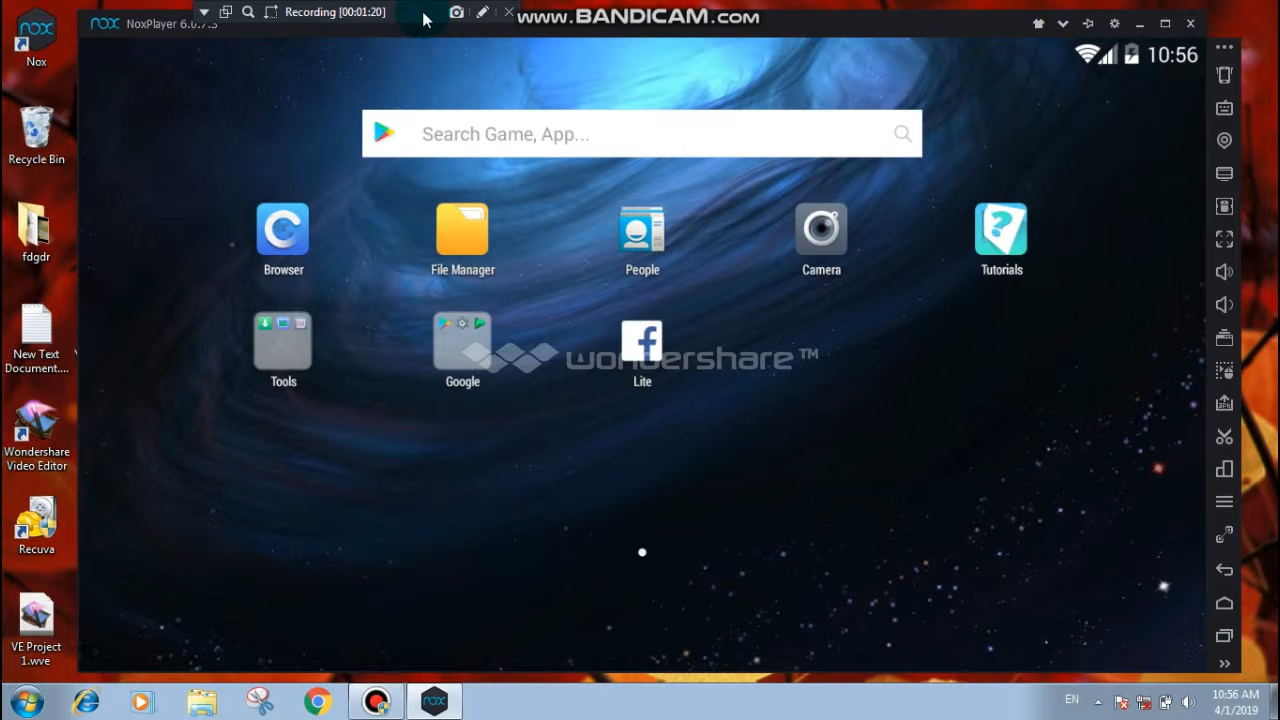 Recording [00:01:20]
www.BANDICAM.com
nox NoxPlayer 6.0.7.3
10:56
Nox
Search Game, App...
Recycle Bin
Browser
File Manager
People
Camera
Tutorials
fdgdr
New Text
Document....
Tools
Google
Lite
wondershare™
Wondershare
Video Editor
Recuva
VE Project
1.wve
nox
EN
10:56 AM
4/1/2019